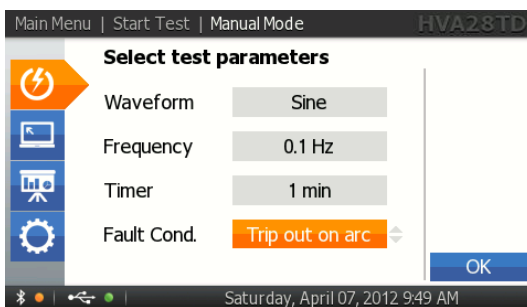 Main Menu | Start Test | Manual Mode HVA28TD
Select test parameters
Waveform Sine
Frequency 0.1 Hz
Timer 1 min
Fault Cond. Trip out on arc
OK
Saturday, April 07, 2012 9:49 AM